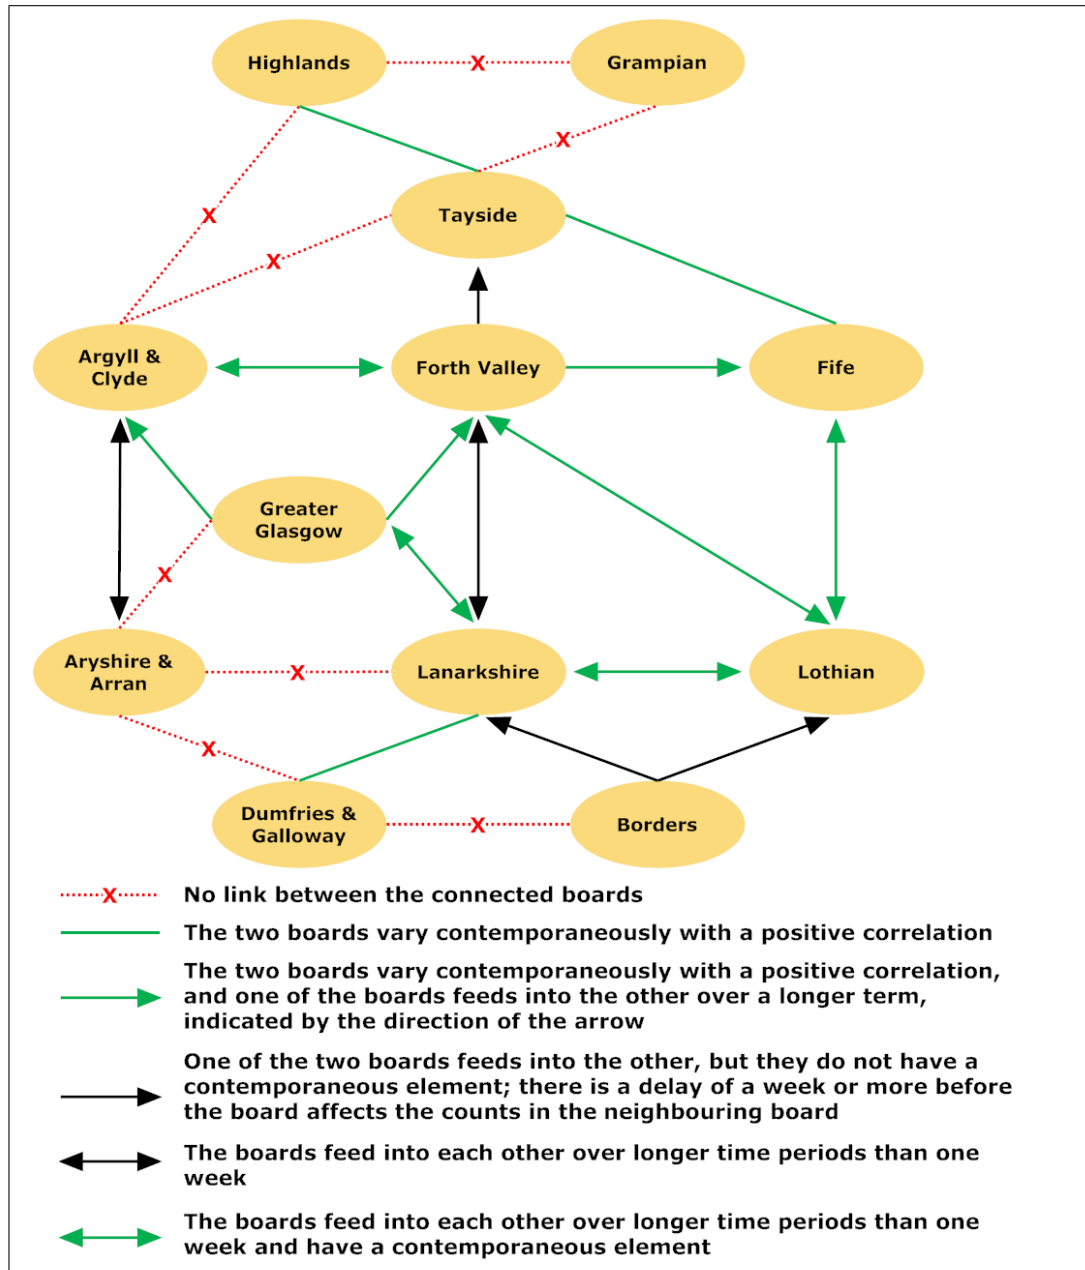 Highlands
Grampian
X
X
X
Tayside
X
Argyll &
Clyde
Forth Valley
Fife
Greater
Glasgow
X
Aryshire &
Arran
X
Lanarkshire
Lothian
X
Dumfries &
Galloway
X
Borders
X
No link between the connected boards
The two boards vary contemporaneously with a positive correlation
The two boards vary contemporaneously with a positive correlation,
and one of the boards feeds into the other over a longer term,
indicated by the direction of the arrow
One of the two boards feeds into the other, but they do not have a
contemporaneous element; there is a delay of a week or more before
the board affects the counts in the neighbouring board
The boards feed into each other over longer time periods than one
week
The boards feed into each other over longer time periods than one
week and have a contemporaneous element